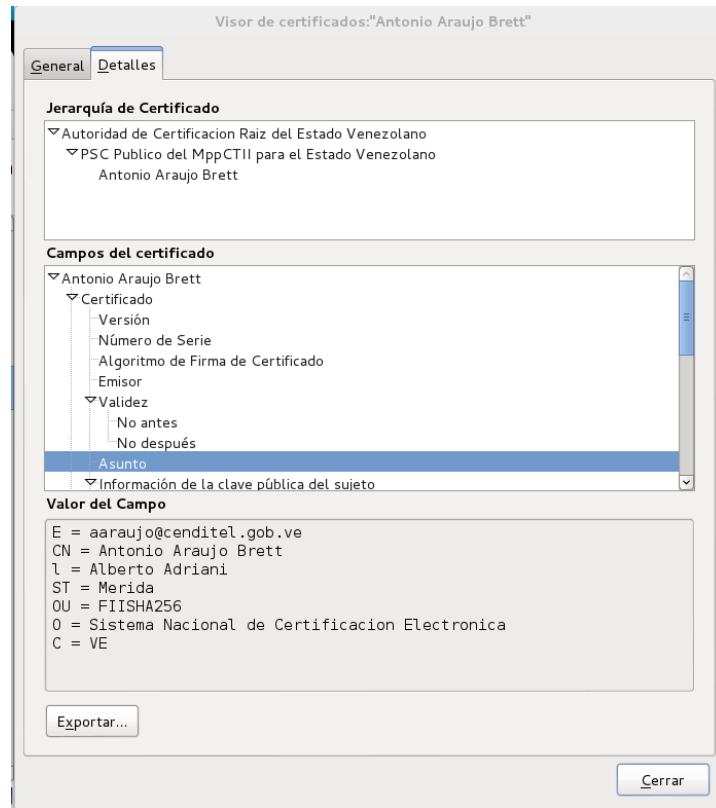 Visor de certificados:"Antonio Araujo Brett"
General
Detalles
Jerarquía de Certificado
Autoridad de Certificacion Raiz del Estado Venezolano
PSC Publico del MppCTII para el Estado Venezolano
Antonio Araujo Brett
Campos del certificado
Antonio Araujo Brett
Certificado
Versión
Número de Serie
Algoritmo de Firma de Certificado
Emisor
Validez
No antes
No después
Asunto
Información de la clave pública del sujeto
Valor del Campo
E = aaraujo@cenditel.gob.ve
CN = Antonio Araujo Brett
l = Alberto Adriani
ST = Merida
OU = FIISHA256
O = Sistema Nacional de Certificacion Electronica
C = VE
Exportar...
Cerrar